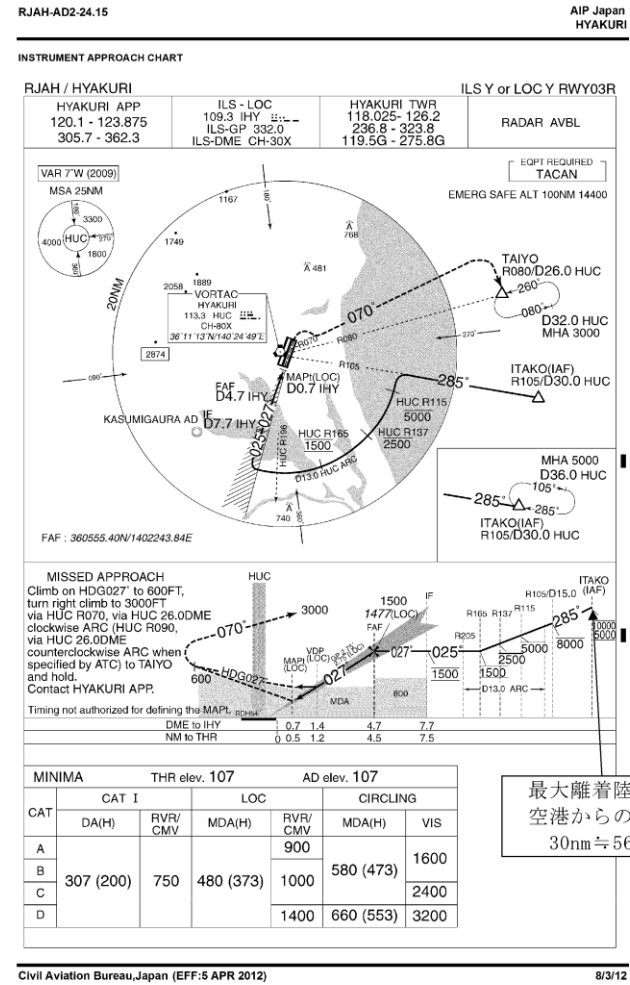 RJAH-AD2-24.15
AIP Japan
HYAKURI
INSTRUMENT APPROACH CHART
RJAH / HYAKURI
ILS Y or LOC Y RWY03R
HYAKURI APP
120.1 - 123.875
305.7 - 362.3
ILS - LOC
109.3 IHY
ILS-GP 332.0
ILS-DME CH-30X
HYAKURI TWR
118.025- 126.2
236.8 - 323.8
119.5G - 275.8G
RADAR AVBL
VAR 7°W (2009)
MSA 25NM
180°
3300
4000
HUC
270°
1800
360°
EQPT REQUIRED
TACAN
EMERG SAFE ALT 100NM 14400
1167
180°
1749
768
481
20NM
2058
1889
VORTAC
HYAKURI
113.3 HUC
CH-80X
36°11'13"N/140°24'49"E
2874
090°
TAIYO
R080/D26.0 HUC
260°
080°
D32.0 HUC
MHA 3000
270°
070°
R070
R080
R105
285°
ITAKO(IAF)
R105/D30.0 HUC
MAPt(LOC)
D0.7 IHY
FAF
D4.7 IHY
IF
D7.7 IHY
KASUMIGAURA AD
025°
027°
HUC R196
HUC R165
1500
HUC R115
5000
HUC R137
2500
D13.0 HUC ARC
740
360°
MHA 5000
D36.0 HUC
105°
285°
285°
ITAKO(IAF)
R105/D30.0 HUC
FAF : 360555.40N/1402243.84E
MISSED APPROACH
Climb on HDG027° to 600FT,
turn right climb to 3000FT
via HUC R070, via HUC 26.0DME
clockwise ARC (HUC R090,
via HUC 26.0DME
counterclockwise ARC when
specified by ATC) to TAIYO
and hold.
Contact HYAKURI APP.
Timing not authorized for defining the MAPt.
HUC
070°
3000
600
HDG027°
MAPt
(LOC)
VDP
(LOC)
027°
1500
1477(LOC)
FAF
IF
027°
025°
1500
R205
R165
R137
R115
R105/D15.0
ITAKO
(IAF)
285°
10000
5000
8000
5000
2500
1500
D13.0 ARC
MDA
800
RDH54
DME to IHY
0.7 1.4 4.7 7.7
NM to THR
0 0.5 1.2 4.5 7.5
MINIMA THR elev. 107 AD elev. 107
CAT
CAT I
LOC
CIRCLING
DA(H)
RVR/
CMV
MDA(H)
RVR/
CMV
MDA(H)
VIS
A
B
C
D
307 (200)
750
480 (373)
900
1000
1400
580 (473)
660 (553)
1600
2400
3200
最大離着陸
空港からの
30nm≒56
Civil Aviation Bureau,Japan (EFF:5 APR 2012)
8/3/12